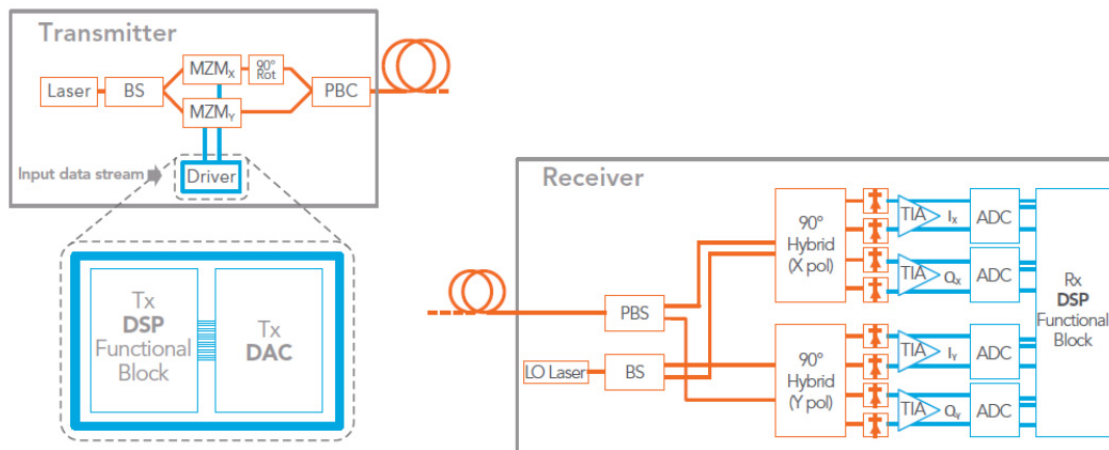 Transmitter
Laser
BS
MZMX
90°
Rot
MZMY
PBC
Input data stream
Driver
Tx
DSP
Functional
Block
Tx
DAC
Receiver
PBS
LO Laser
BS
90°
Hybrid
(X pol)
90°
Hybrid
(Y pol)
TIA
IX
ADC
TIA
QX
ADC
TIA
IY
ADC
TIA
QY
ADC
Rx
DSP
Functional
Block